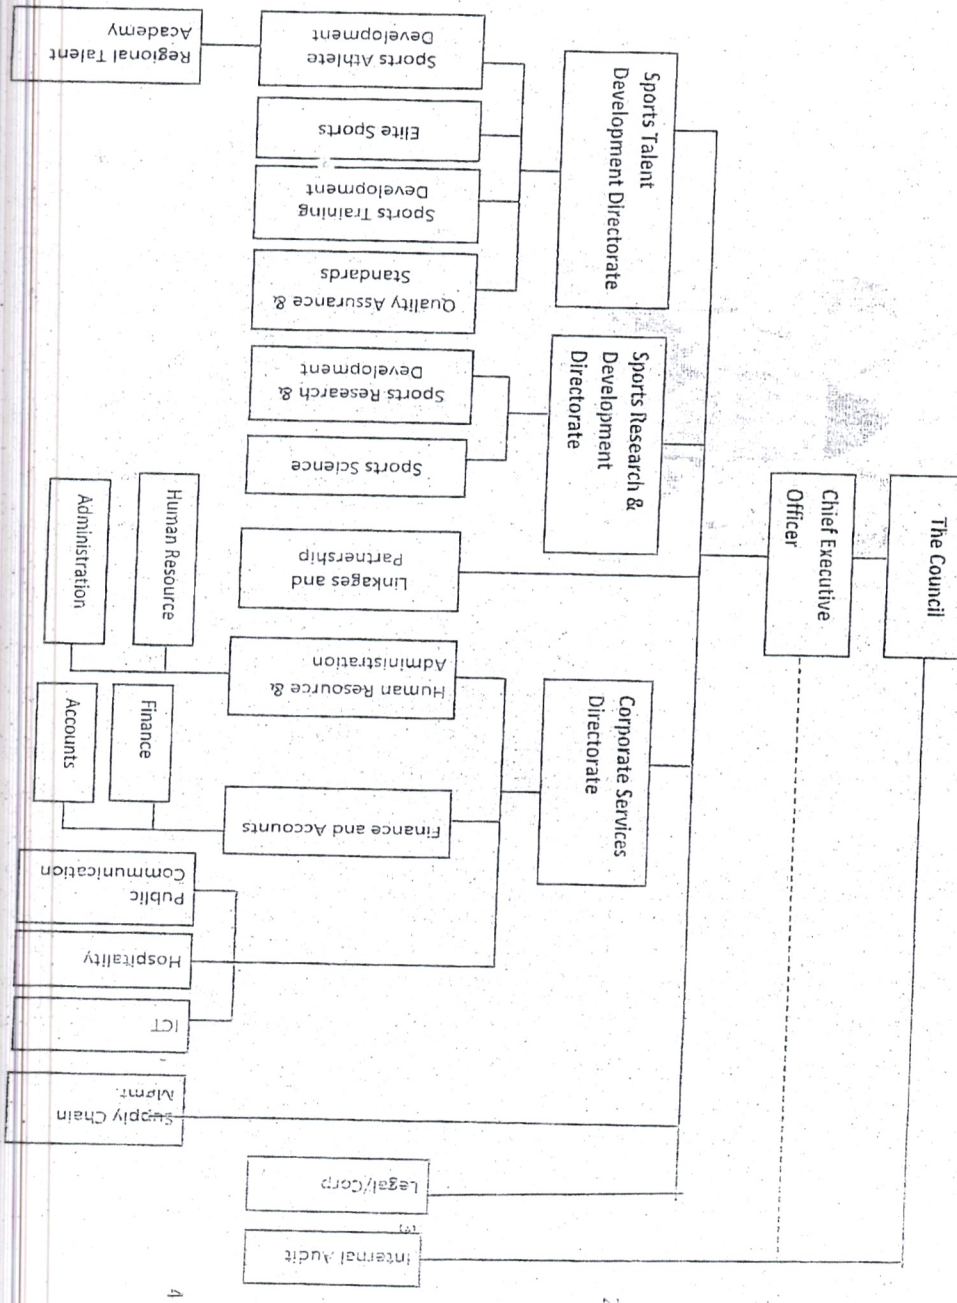 The Council
Chief Executive
Officer
Sports Talent
Development Directorate
Sports Research &
Development
Directorate
Corporate Services
Directorate
Sports Athlete
Development
Elite Sports
Sports Training
Development
Quality Assurance &
Standards
Sports Research &
Development
Sports Science
Linkages and
Partnership
Human Resource &
Administration
Finance and Accounts
Legal/Corp
Internal Audit
Regional Talent
Academy
Human Resource
Administration
Finance
Accounts
Public
Communication
Hospitality
ICT
Supply Chain
Mgmt.
4
2